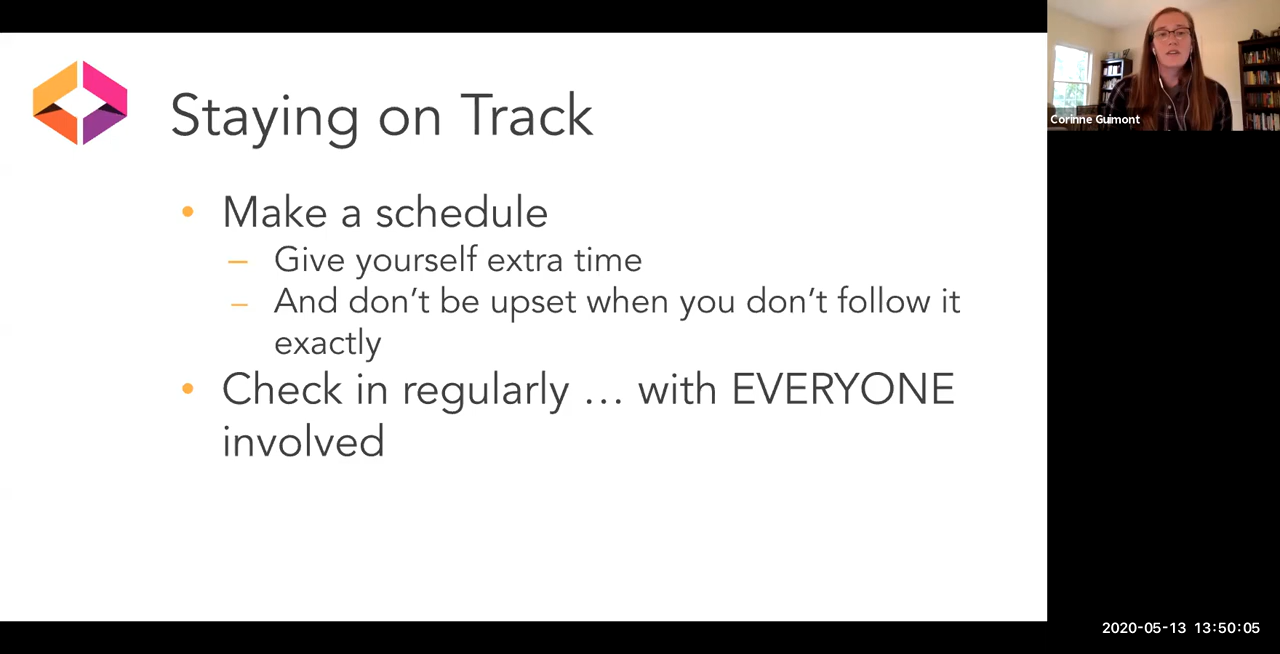 Staying on Track
• Make a schedule
– Give yourself extra time
– And don’t be upset when you don’t follow it
exactly
• Check in regularly … with EVERYONE
involved
Corinne Guimont
2020-05-13 13:50:05